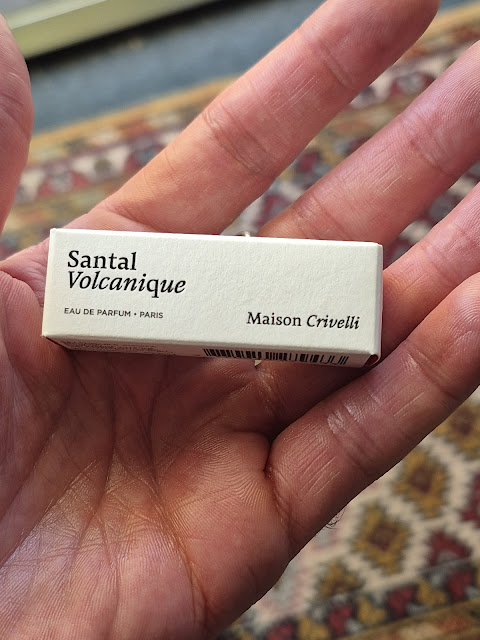 Santal
Volcanique
EAU DE PARFUM • PARIS
Maison Crivelli